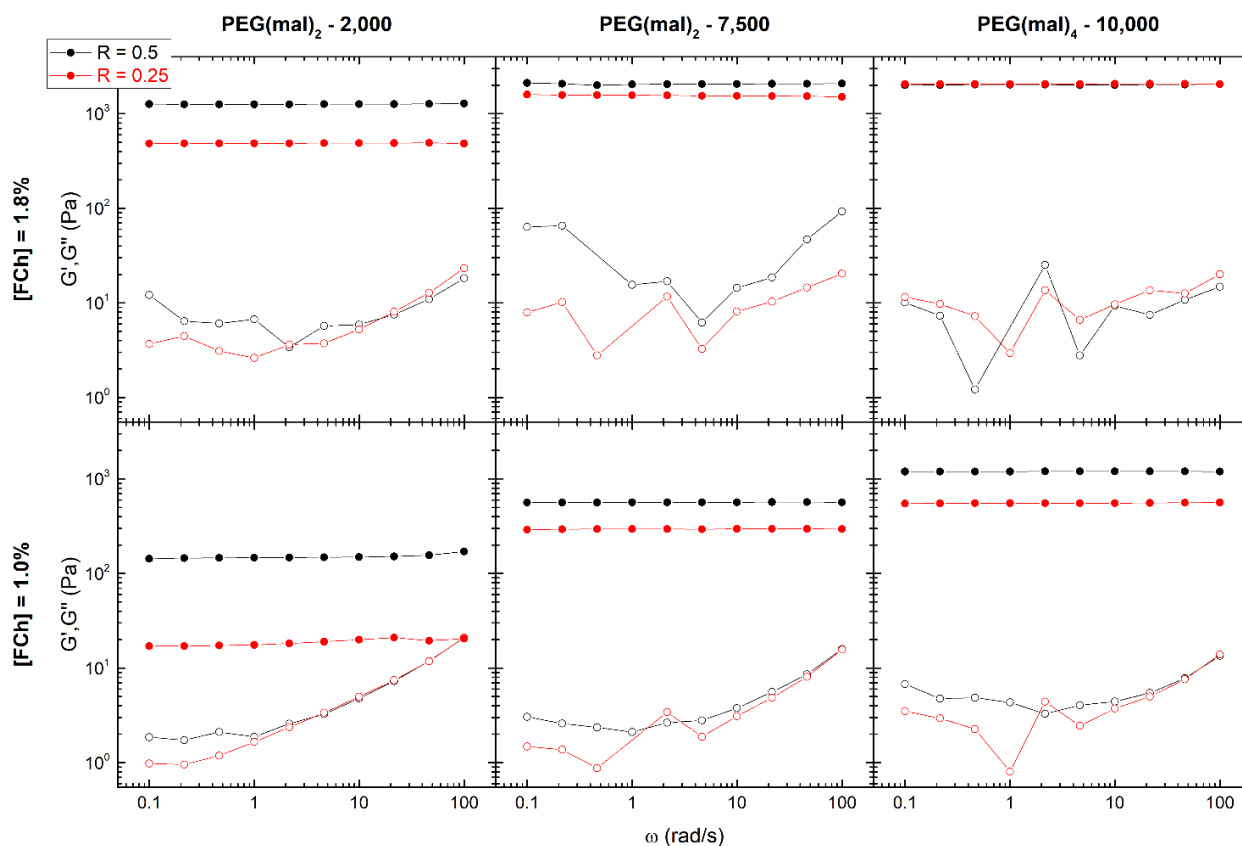 PEG(mal)₂ - 2,000
PEG(mal)₂ - 7,500
PEG(mal)₄ - 10,000
R = 0.5
R = 0.25
[FCh] = 1.8%
G',G'' (Pa)
10³
10²
10¹
10⁰
[FCh] = 1.0%
G',G'' (Pa)
10³
10²
10¹
10⁰
0.1 1 10 100
0.1 1 10 100
0.1 1 10 100
ω (rad/s)